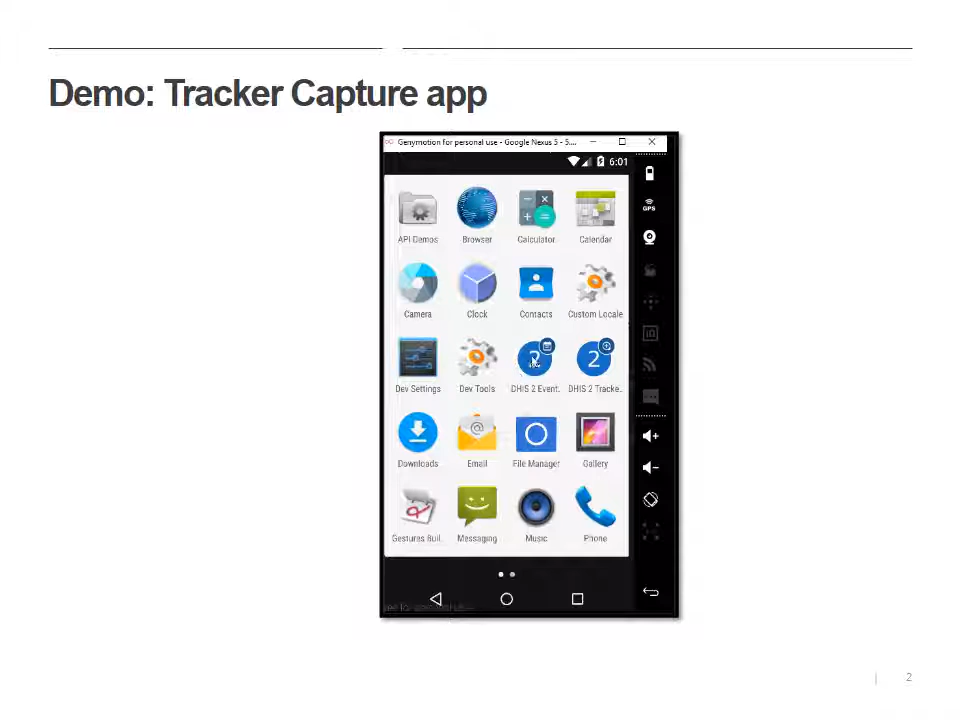 Demo: Tracker Capture app
Genymotion for personal use - Google Nexus 5 - 5....
6:01
API Demos Browser Calculator Calendar
GPS
Camera Clock Contacts Custom Locale
Dev Settings Dev Tools DHIS 2 Event.. DHIS 2 Tracke..
Downloads Email File Manager Gallery
Gestures Buil.. Messaging Music Phone
2